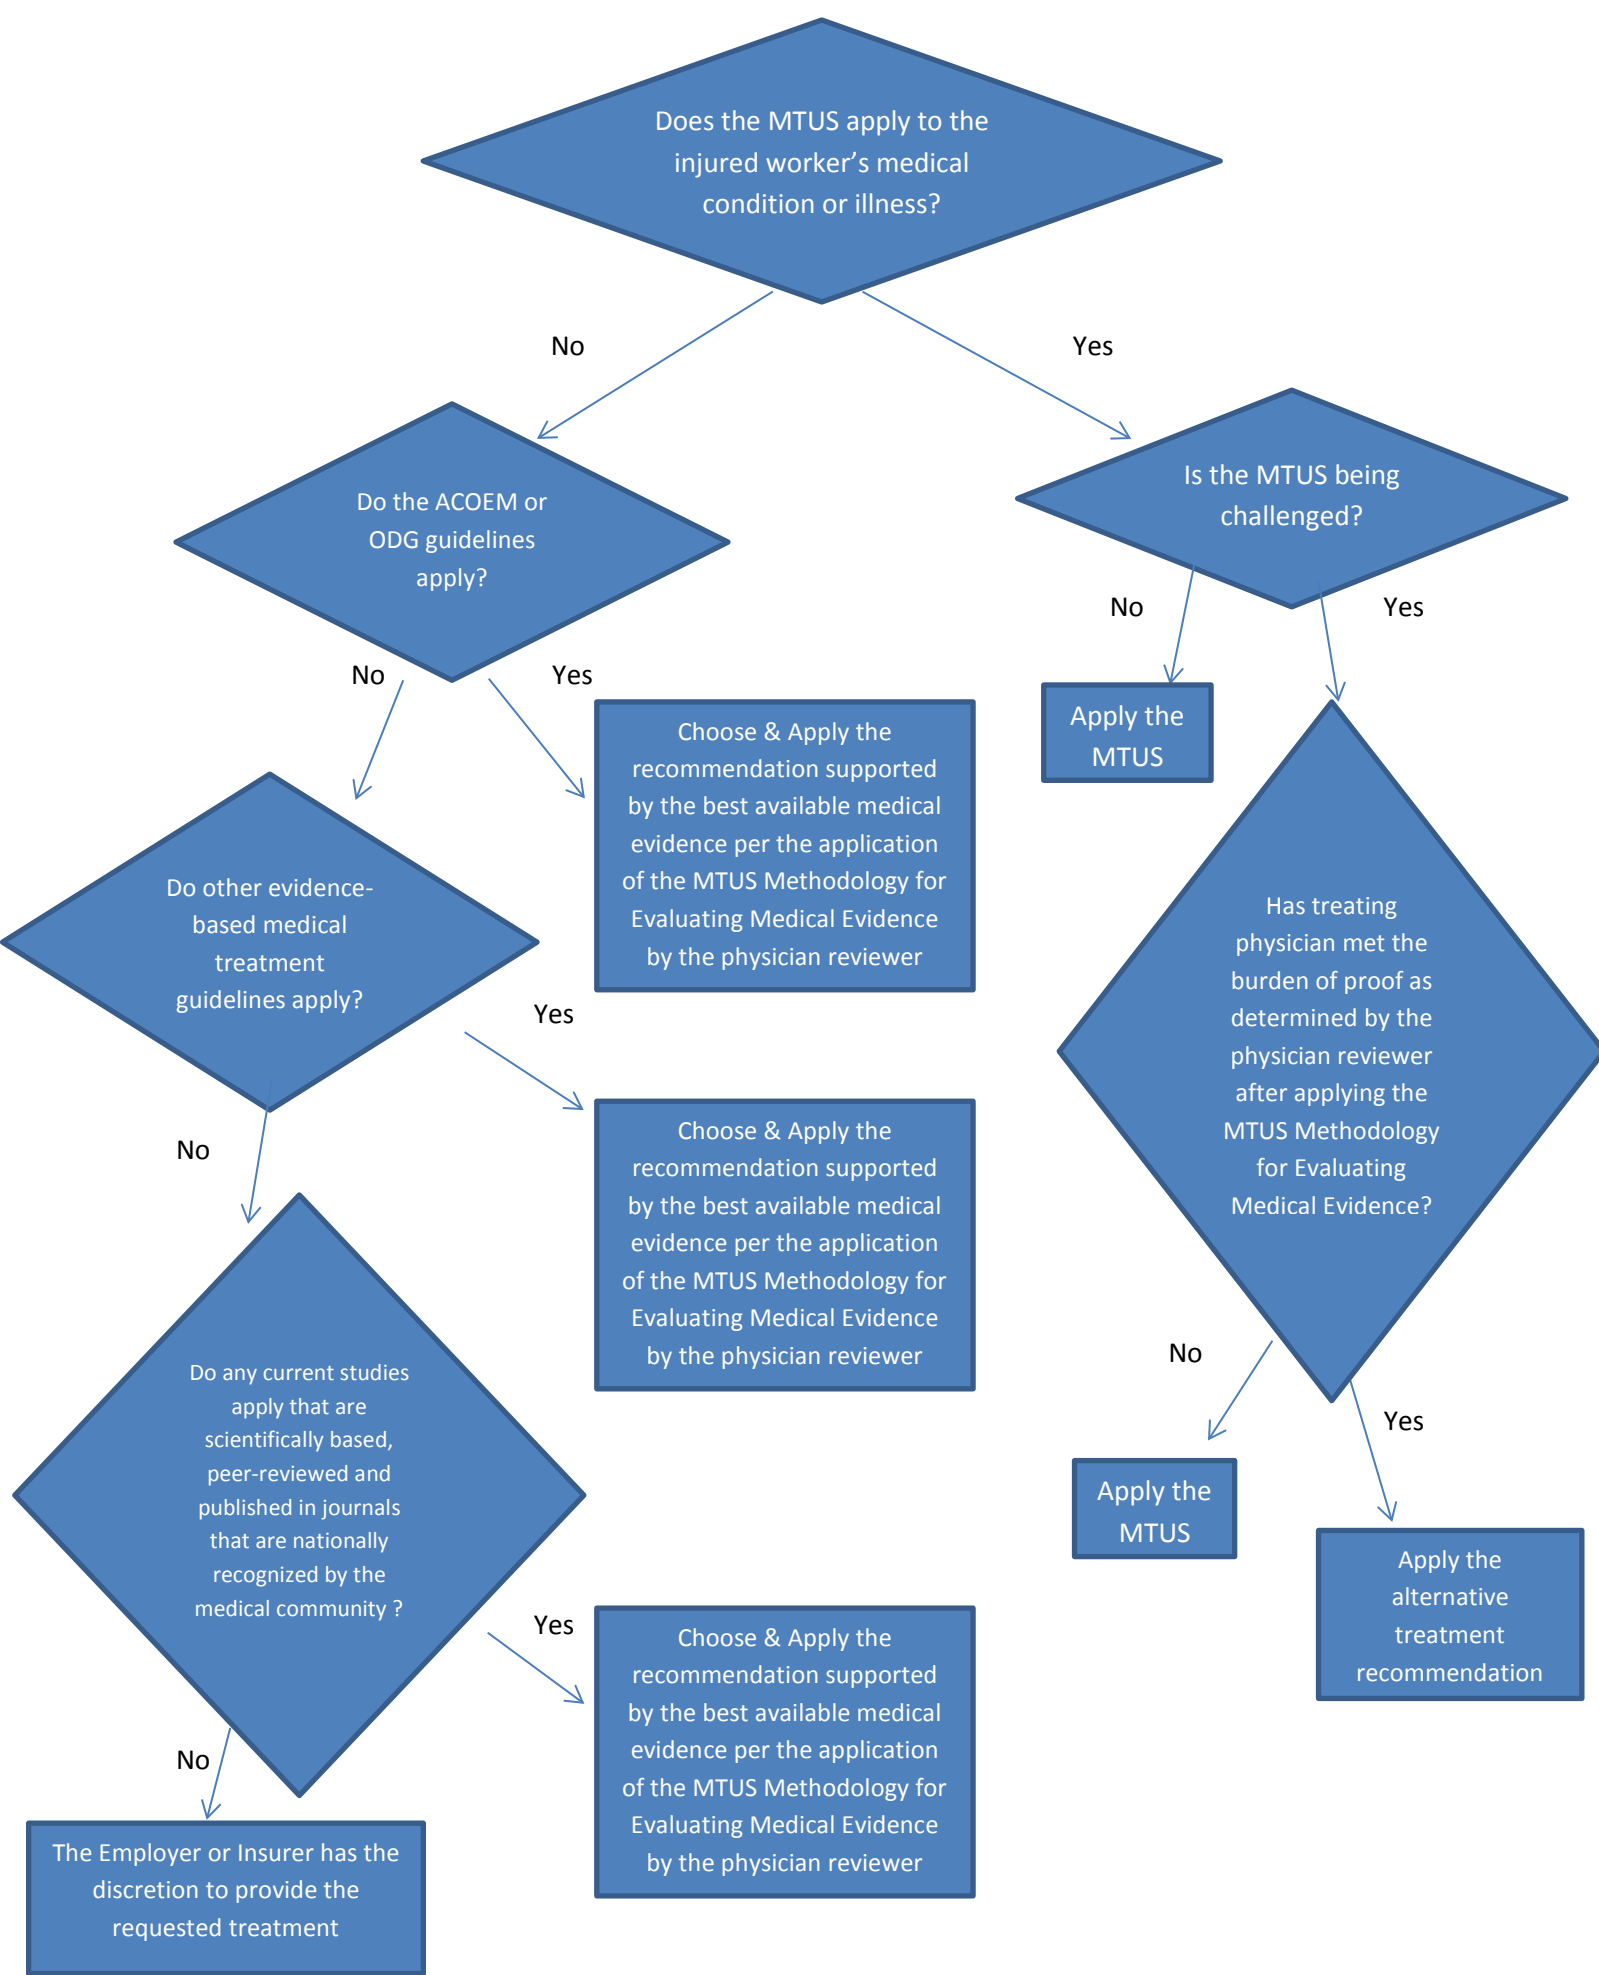 Does the MTUS apply to the
injured worker’s medical
condition or illness?
No
Yes
Do the ACOEM or
ODG guidelines
apply?
Is the MTUS being
challenged?
No
Yes
No
Yes
Apply the
MTUS
Choose & Apply the
recommendation supported
by the best available medical
evidence per the application
of the MTUS Methodology for
Evaluating Medical Evidence
by the physician reviewer
Do other evidence-
based medical
treatment
guidelines apply?
Has treating
physician met the
burden of proof as
determined by the
physician reviewer
after applying the
MTUS Methodology
for Evaluating
Medical Evidence?
Yes
No
Choose & Apply the
recommendation supported
by the best available medical
evidence per the application
of the MTUS Methodology for
Evaluating Medical Evidence
by the physician reviewer
No
Yes
Do any current studies
apply that are
scientifically based,
peer-reviewed and
published in journals
that are nationally
recognized by the
medical community ?
Apply the
MTUS
Apply the
alternative
treatment
recommendation
Yes
No
Choose & Apply the
recommendation supported
by the best available medical
evidence per the application
of the MTUS Methodology for
Evaluating Medical Evidence
by the physician reviewer
The Employer or Insurer has the
discretion to provide the
requested treatment